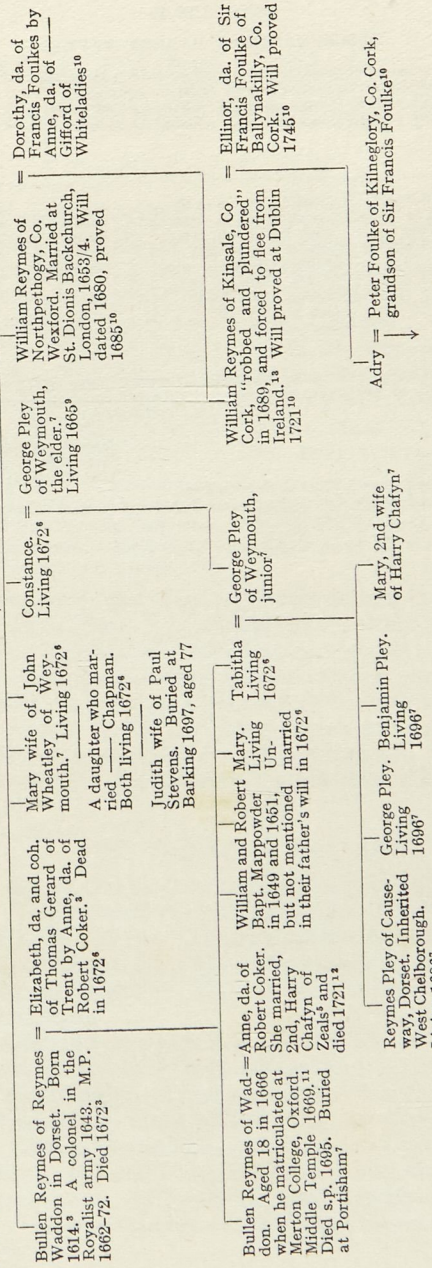 Bullen Reymes of Reymes
Waddon in Dorset. Born
1614.³ A colonel in the
Royalist army 1643. M.P.
1662-72. Died 1672³
= Elizabeth, da. and coh.
of Thomas Gerard of
Trent by Anne, da. of
Robert Coker.³ Dead
in 1672⁶
Mary wife of John
Wheatley of Wey-
mouth.⁷ Living 1672⁶
A daughter who mar-
ried —— Chapman.
Both living 1672⁶
Judith wife of Paul
Stevens. Buried at
Barking 1697, aged 77
Constance.
Living 1672⁶
= George Pley
of Weymouth,
the elder.⁷
Living 1665⁹
William Reymes of
Northpethogy, Co.
Wexford. Married at
St. Dionis Backchurch,
London, 1653/4. Will
dated 1680, proved
1685¹⁰
= Dorothy, da. of
Francis Foulkes by
Anne, da. of ——
Gifford of
Whiteladies¹⁰
Bullen Reymes of Wad-
don. Aged 18 in 1666
when he matriculated at
Merton College, Oxford.
Middle Temple 1669.¹¹
Died s.p. 1695. Buried
at Portisham⁷
= Anne, da. of
Robert Coker.
She married,
2nd, Harry
Chafyn of
Zeals⁵ and
died 1721¹²
William and Robert
Bapt. Mappowder
in 1649 and 1651,
but not mentioned
in their father's will
Mary.
Living
Un-
married
in 1672⁶
Tabitha
Living
1672⁶
= George Pley
of Weymouth,
junior⁷
William Reymes of Kinsale, Co
Cork, "robbed and plundered"
in 1689, and forced to flee from
Ireland.¹³ Will proved at Dublin
1721¹⁰
= Ellinor, da. of Sir
Francis Foulke of
Ballynakilly, Co.
Cork. Will proved
1745¹⁰
Reymes Pley of Cause-
way, Dorset. Inherited
West Chelborough.
George Pley.
Living
1696⁷
Benjamin Pley.
Living
1696⁷
Mary, 2nd wife
of Harry Chafyn⁷
Adry = Peter Foulke of Kilneglory, Co. Cork,
grandson of Sir Francis Foulke¹⁰